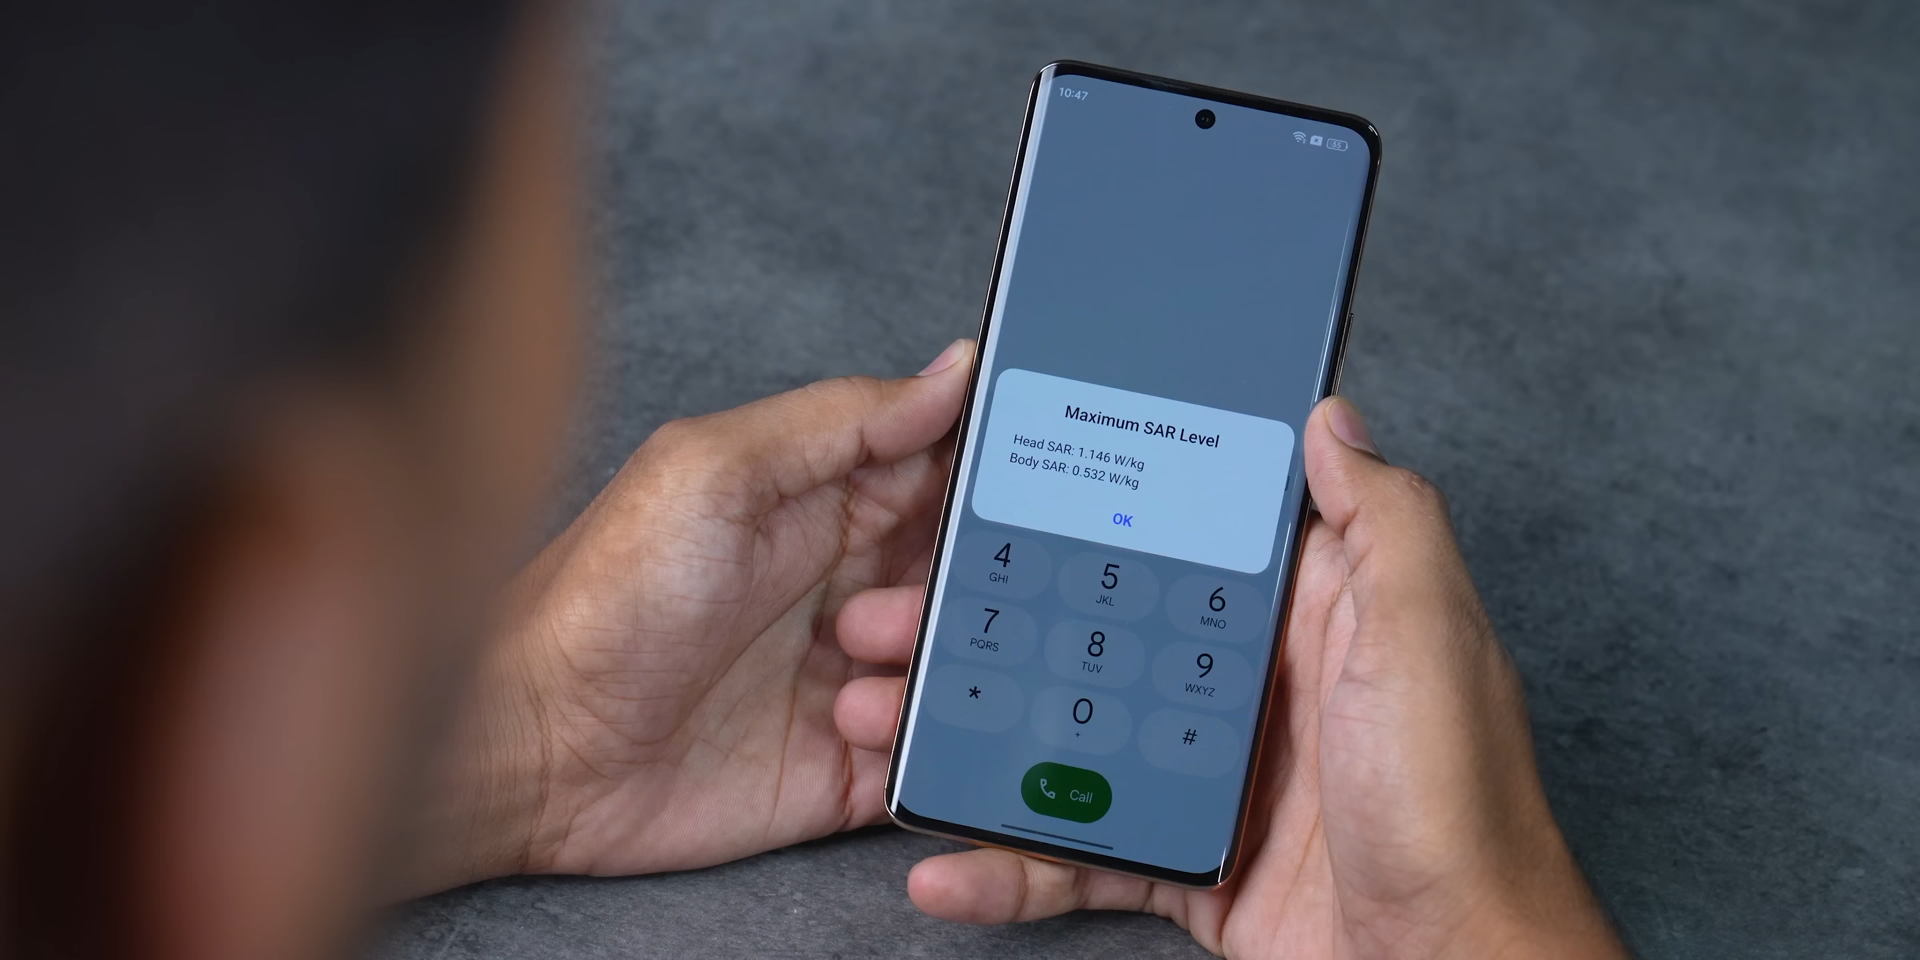 10:47
55
Maximum SAR Level
Head SAR: 1.146 W/kg
Body SAR: 0.532 W/kg
OK
4
GHI
5
JKL
6
MNO
7
PQRS
8
TUV
9
WXYZ
*
0
+
#
Call